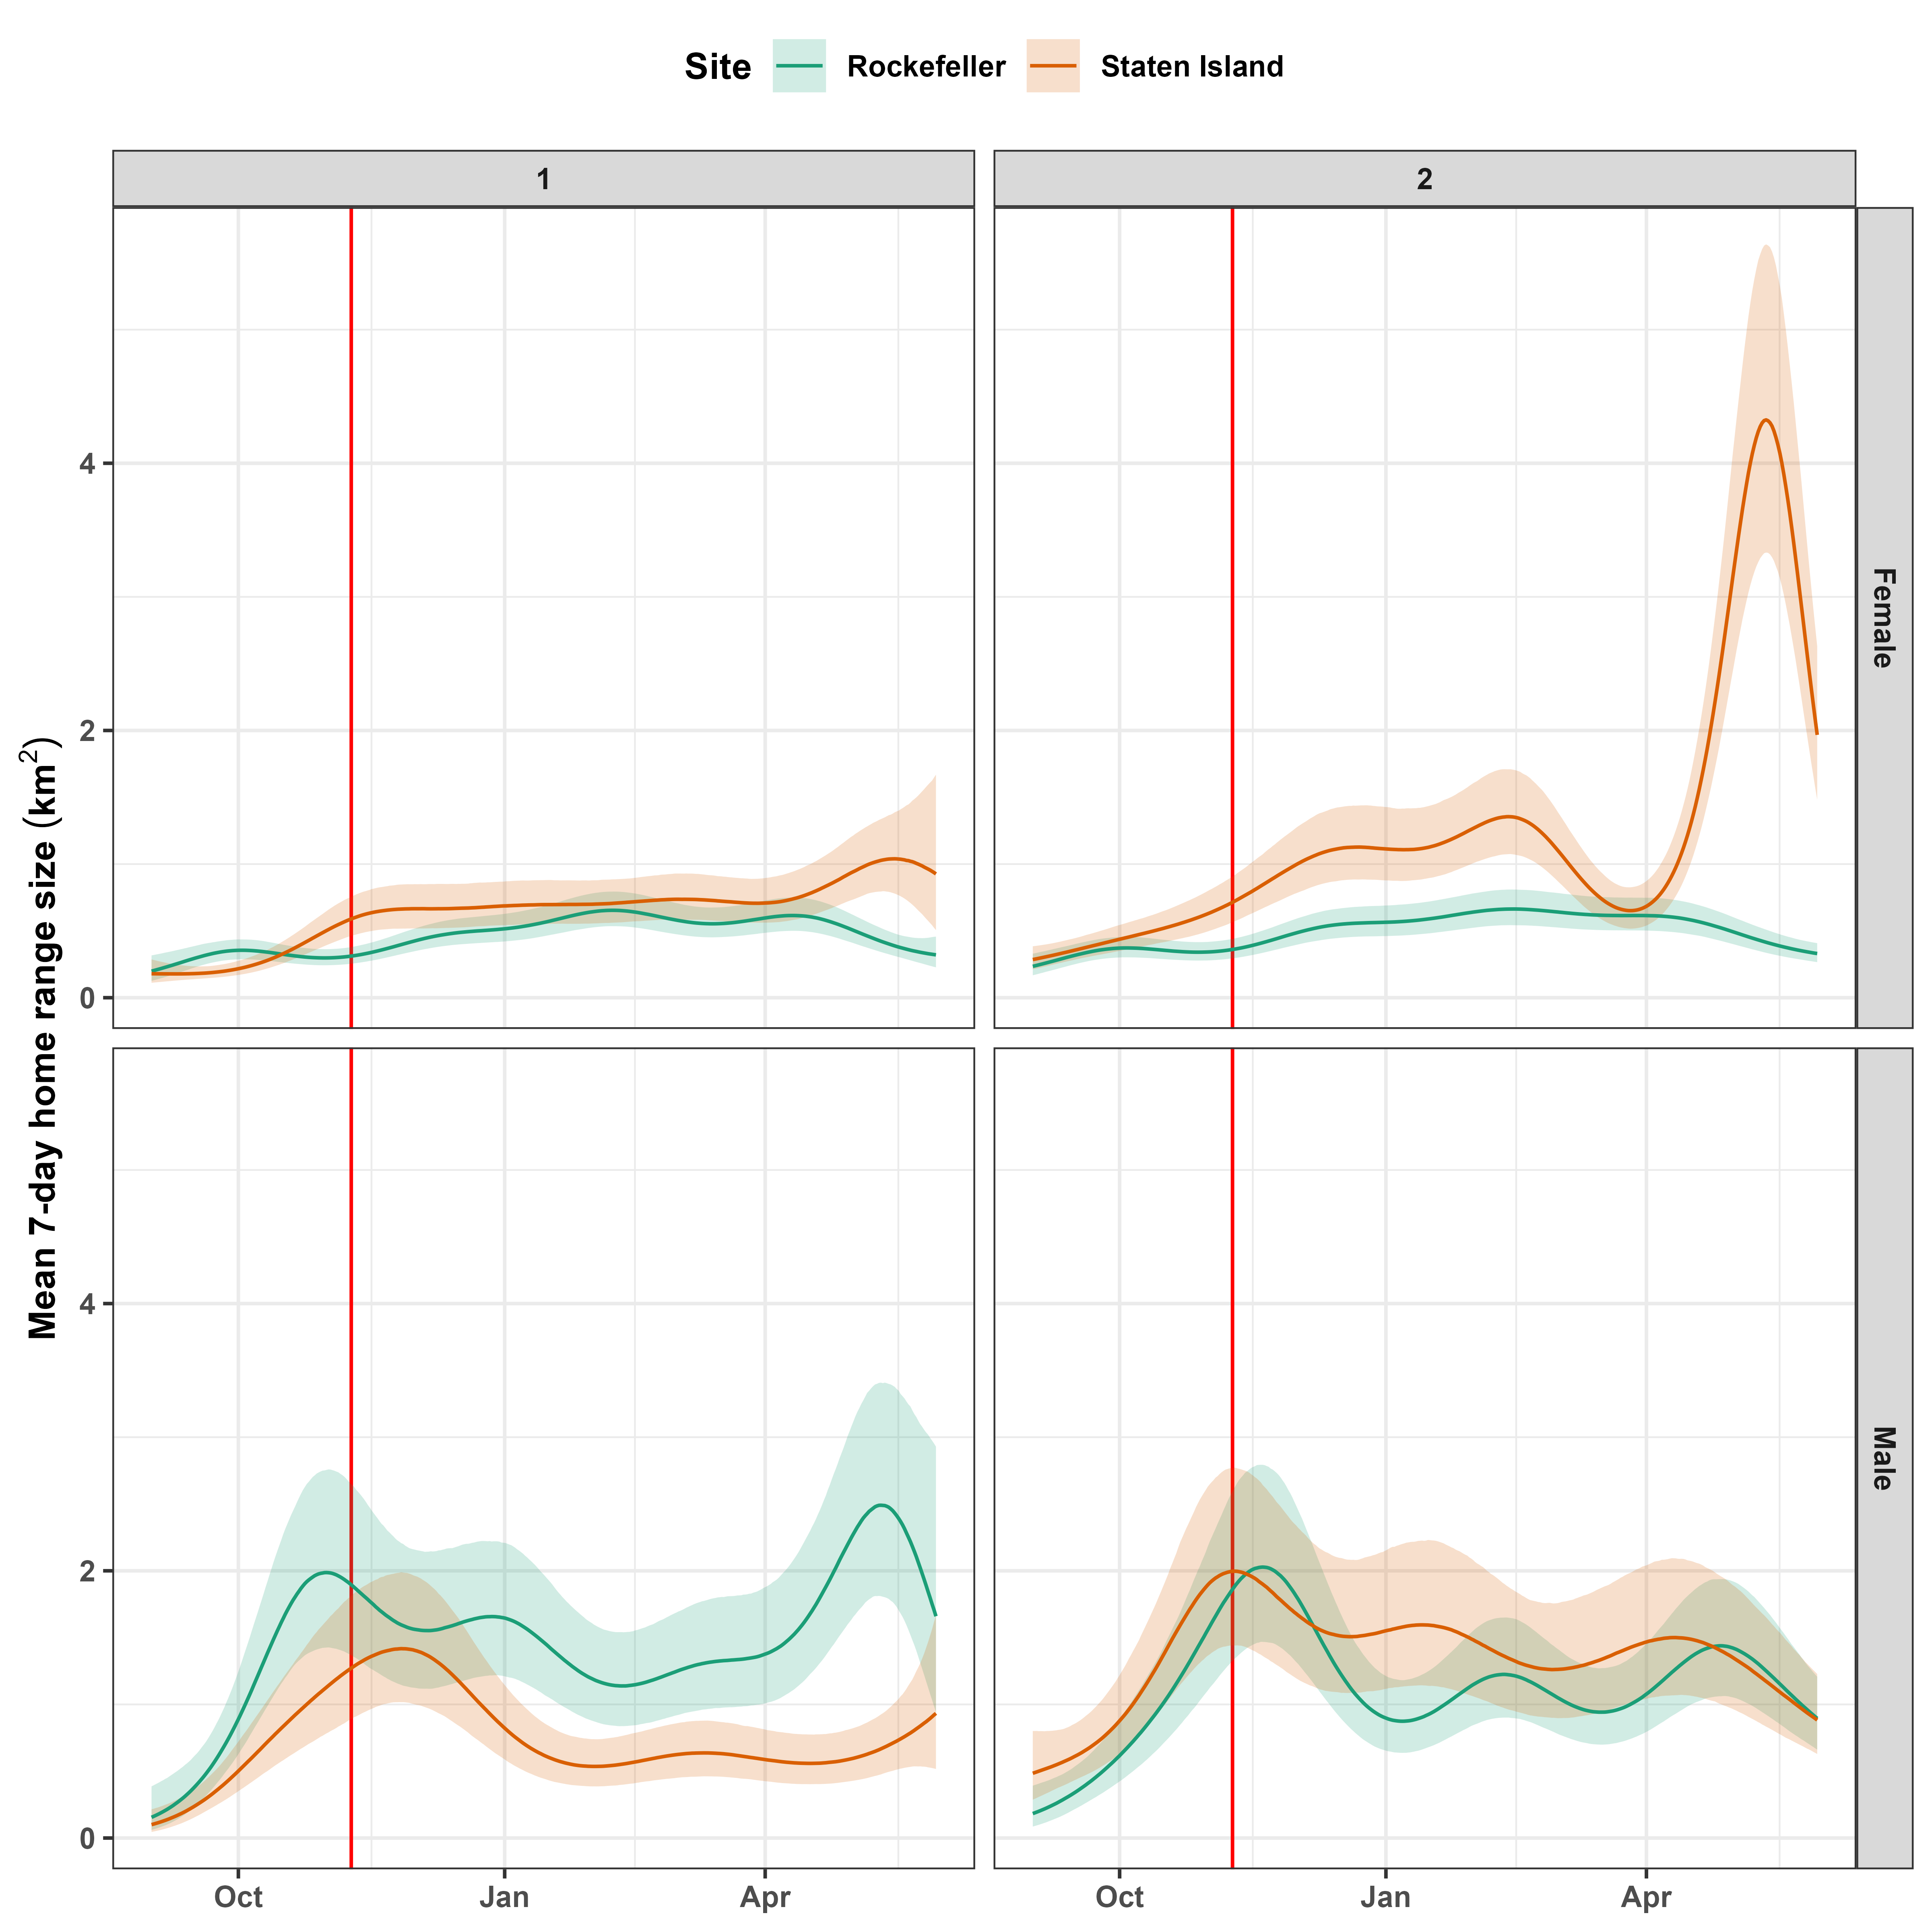 Site Rockefeller Staten Island
1 2
Mean 7-day home range size (km²)
4
2
0
Female
4
2
0
Male
Oct Jan Apr Oct Jan Apr